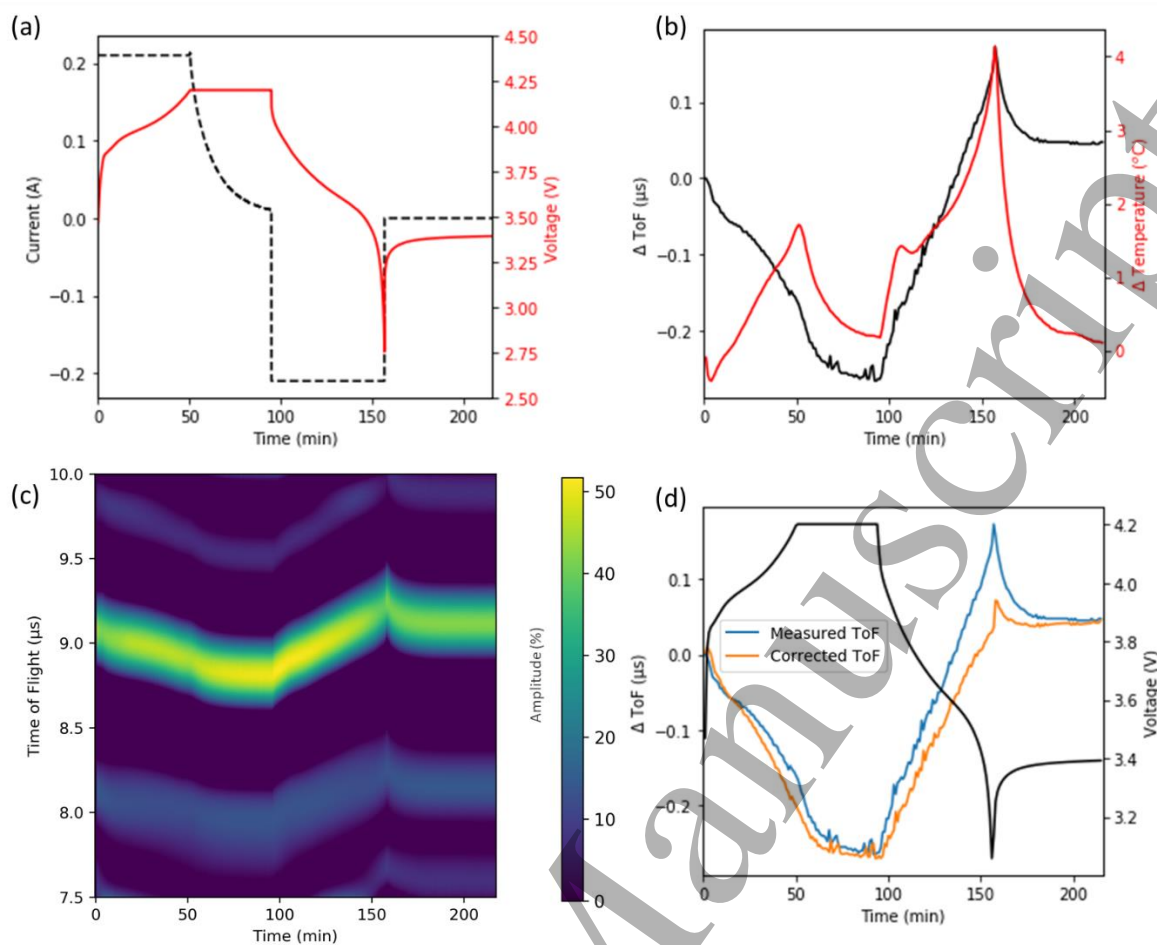 (a)
4.50
4.25
4.00
3.75
3.50
3.25
3.00
2.75
2.50
Voltage (V)
0.2
0.1
0.0
−0.1
−0.2
Current (A)
0 50 100 150 200
Time (min)
(b)
0.1
0.0
−0.1
−0.2
Δ ToF (μs)
4
3
2
1
0
Δ Temperature (°C)
0 50 100 150 200
Time (min)
(c)
10.0
9.5
9.0
8.5
8.0
7.5
Time of Flight (μs)
0 50 100 150 200
Time (min)
50
40
30
20
10
0
Amplitude (%)
(d)
0.1
0.0
−0.1
−0.2
Δ ToF (μs)
Measured ToF
Corrected ToF
4.2
4.0
3.8
3.6
3.4
3.2
Voltage (V)
0 50 100 150 200
Time (min)
Manuscript